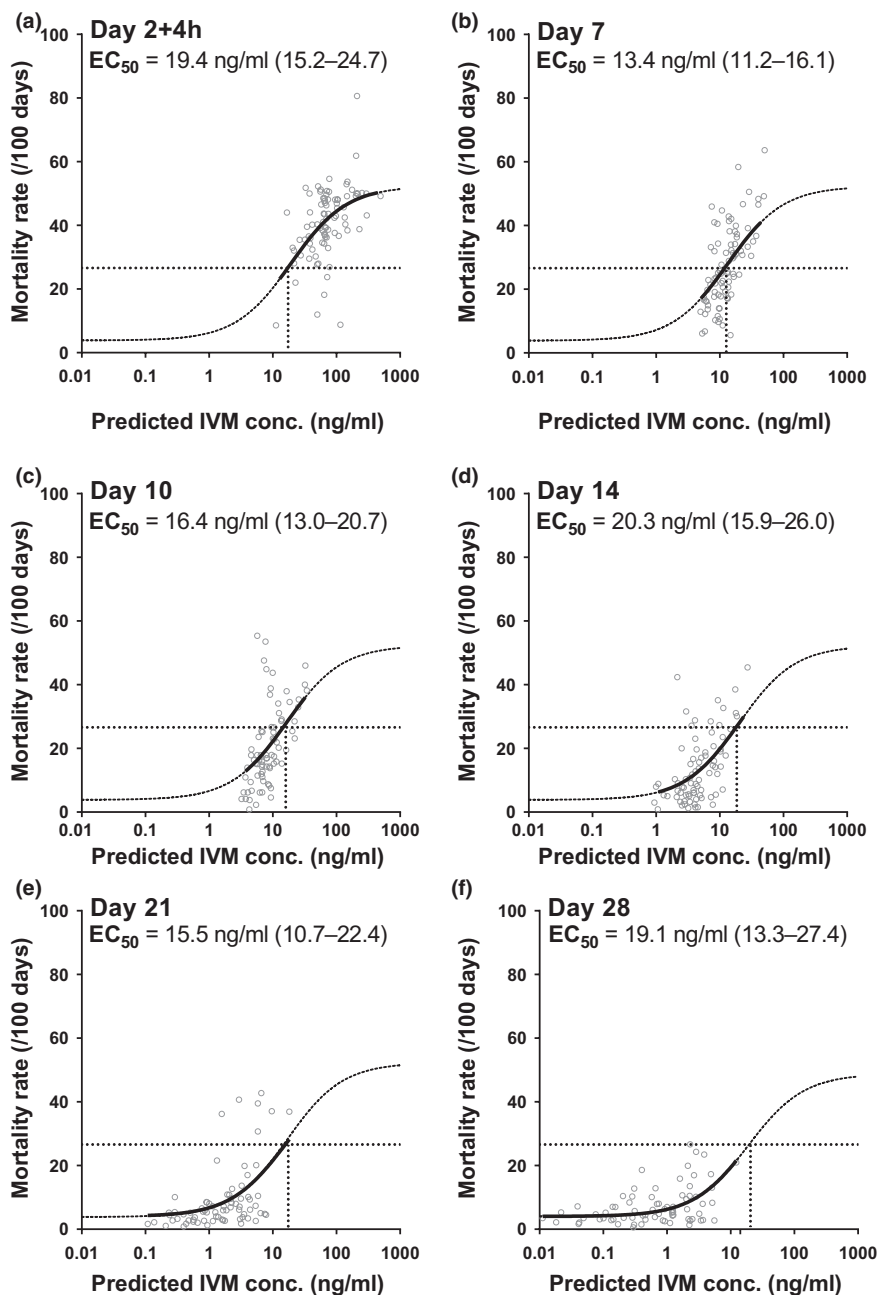 (a)
Day 2+4h
EC50 = 19.4 ng/ml (15.2–24.7)
Mortality rate (/100 days)
100
80
60
40
20
0
0.01 0.1 1 10 100 1000
Predicted IVM conc. (ng/ml)
(b)
Day 7
EC50 = 13.4 ng/ml (11.2–16.1)
Mortality rate (/100 days)
100
80
60
40
20
0
0.01 0.1 1 10 100 1000
Predicted IVM conc. (ng/ml)
(c)
Day 10
EC50 = 16.4 ng/ml (13.0–20.7)
Mortality rate (/100 days)
100
80
60
40
20
0
0.01 0.1 1 10 100 1000
Predicted IVM conc. (ng/ml)
(d)
Day 14
EC50 = 20.3 ng/ml (15.9–26.0)
Mortality rate (/100 days)
100
80
60
40
20
0
0.01 0.1 1 10 100 1000
Predicted IVM conc. (ng/ml)
(e)
Day 21
EC50 = 15.5 ng/ml (10.7–22.4)
Mortality rate (/100 days)
100
80
60
40
20
0
0.01 0.1 1 10 100 1000
Predicted IVM conc. (ng/ml)
(f)
Day 28
EC50 = 19.1 ng/ml (13.3–27.4)
Mortality rate (/100 days)
100
80
60
40
20
0
0.01 0.1 1 10 100 1000
Predicted IVM conc. (ng/ml)